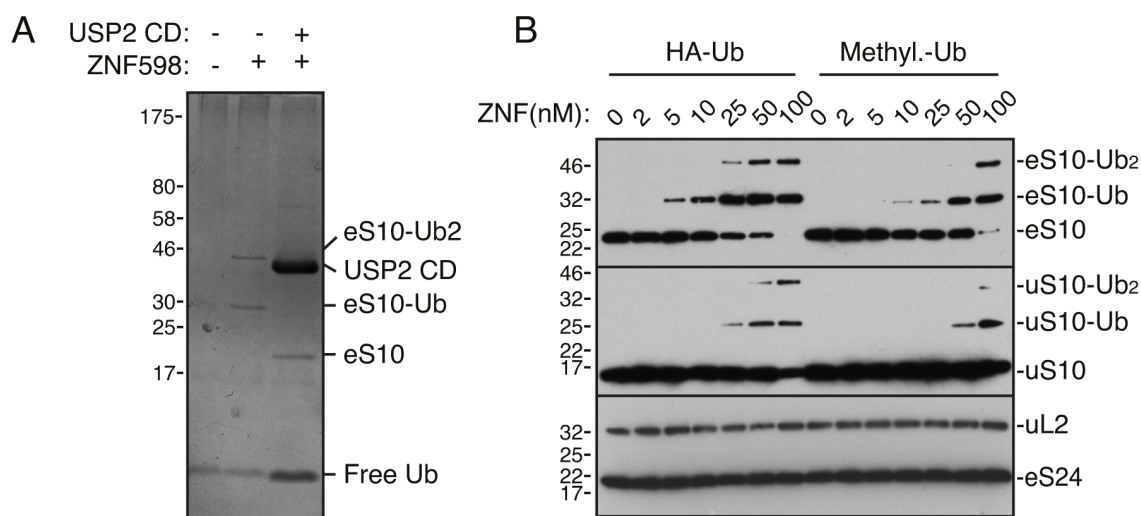 A
USP2 CD: - - +
ZNF598: - + +
175-
80-
58-
46-
30-
25-
17-
eS10-Ub2
USP2 CD
eS10-Ub
eS10
Free Ub
B
HA-Ub Methyl.-Ub
ZNF(nM): 0 2 5 10 25 50 100 0 2 5 10 25 50 100
46- -eS10-Ub2
32- -eS10-Ub
25- -eS10
22-
46- -uS10-Ub2
32-
25- -uS10-Ub
22-
17- -uS10
32- -uL2
25-
22- -eS24
17-